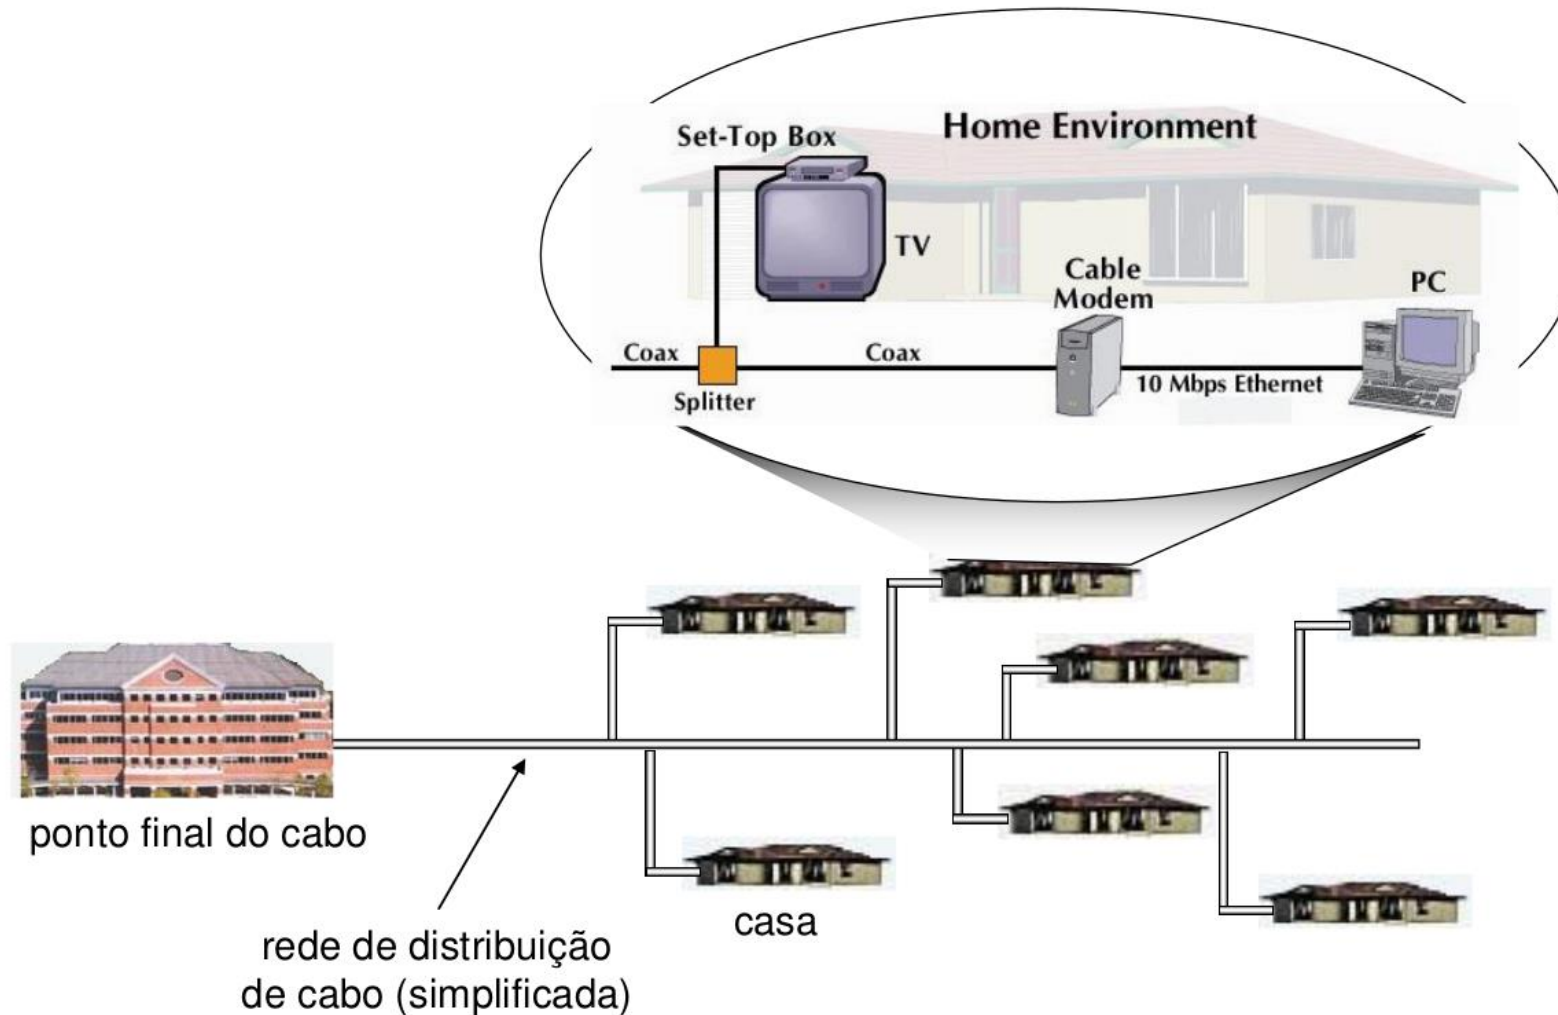 Home Environment
Set-Top Box
TV
Cable
Modem
PC
Coax
Coax
10 Mbps Ethernet
Splitter
ponto final do cabo
casa
rede de distribuição
de cabo (simplificada)